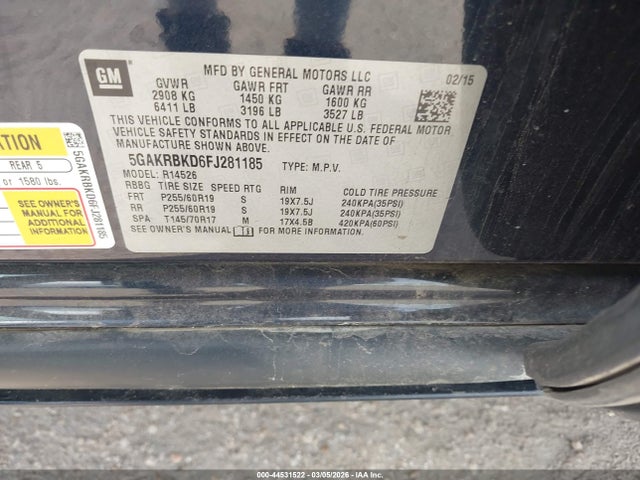 GM
MFD BY GENERAL MOTORS LLC 02/15
GVWR GAWR FRT GAWR RR
2908 KG 1450 KG 1600 KG
6411 LB 3196 LB 3527 LB
THIS VEHICLE CONFORMS TO ALL APPLICABLE U.S. FEDERAL MOTOR
VEHICLE SAFETY STANDARDS IN EFFECT ON THE DATE OF
MANUFACTURE SHOWN ABOVE.
5GAKRBKD6FJ281185 TYPE: M.P.V.
MODEL: R14526
RBBG TIRE SIZE SPEED RTG RIM COLD TIRE PRESSURE
FRT P255/60R19 S 19X7.5J 240KPA(35PSI)
RR P255/60R19 S 19X7.5J 240KPA(35PSI)
SPA T145/70R17 M 17X4.5B 420KPA(60PSI)
SEE OWNER'S MANUAL FOR MORE INFORMATION.
ATION
REAR 5
or 1580 lbs.
SEE OWNER'S
MANUAL FOR
ADDITIONAL
INFORMATION
5GAKRBKD6FJ281185
000-44531522 03/05/2026 - IAA Inc.